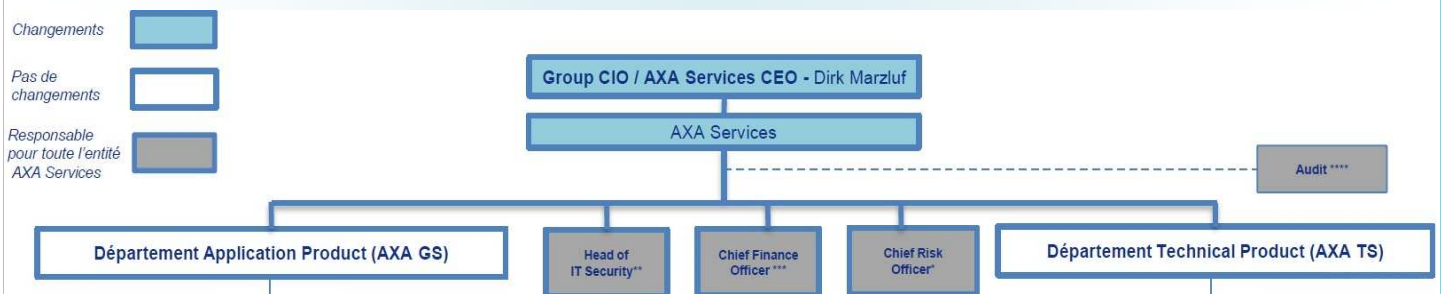 Changements
Pas de
changements
Responsable
pour toute l'entité
AXA Services
Group CIO / AXA Services CEO - Dirk Marzluf
AXA Services
Audit ****
Département Application Product (AXA GS)
Head of
IT Security**
Chief Finance
Officer ***
Chief Risk
Officer*
Département Technical Product (AXA TS)